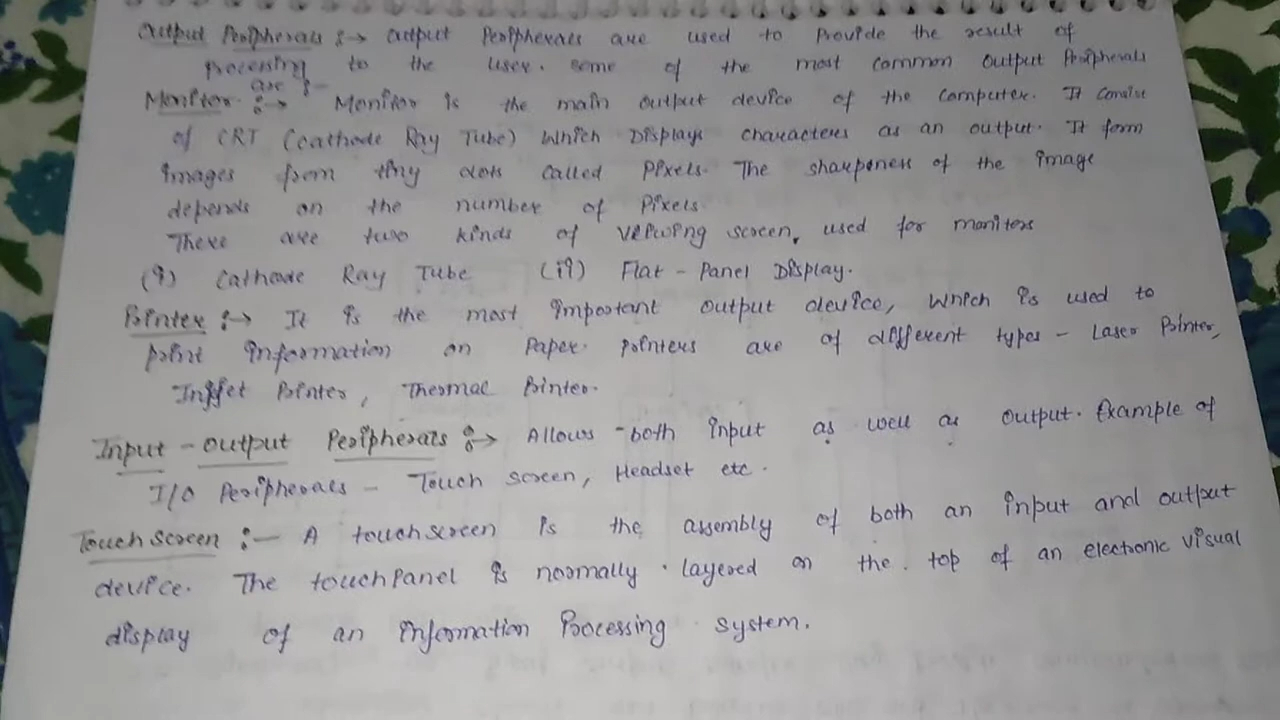 Output Peripherals :→ output Peripherals are used to Provide the result of
processing to the user. some of the most common output Peripherals
are :-
Monitor :→ Monitor is the main output device of the computer. It consist
of CRT (cathode Ray Tube) which Displays characters as an output. It form
images from tiny dots called Pixels. The sharpeness of the image
depends on the number of Pixels.
There are two kinds of viewing screen, used for monitors
(i) Cathode Ray Tube (ii) Flat - Panel Display.
Printer :→ It is the most important output device, which is used to
print information on Paper. printers are of different types - Laser Printer,
Inkjet Printer, Thermal Printer.
Input - output Peripherals :→ Allows both input as well as output. Example of
I/O Peripherals - Touch screen, Headset etc.
Touch screen :- A touchscreen is the assembly of both an input and output
device. The touchPanel is normally layered on the top of an electronic visual
display of an information Processing system.